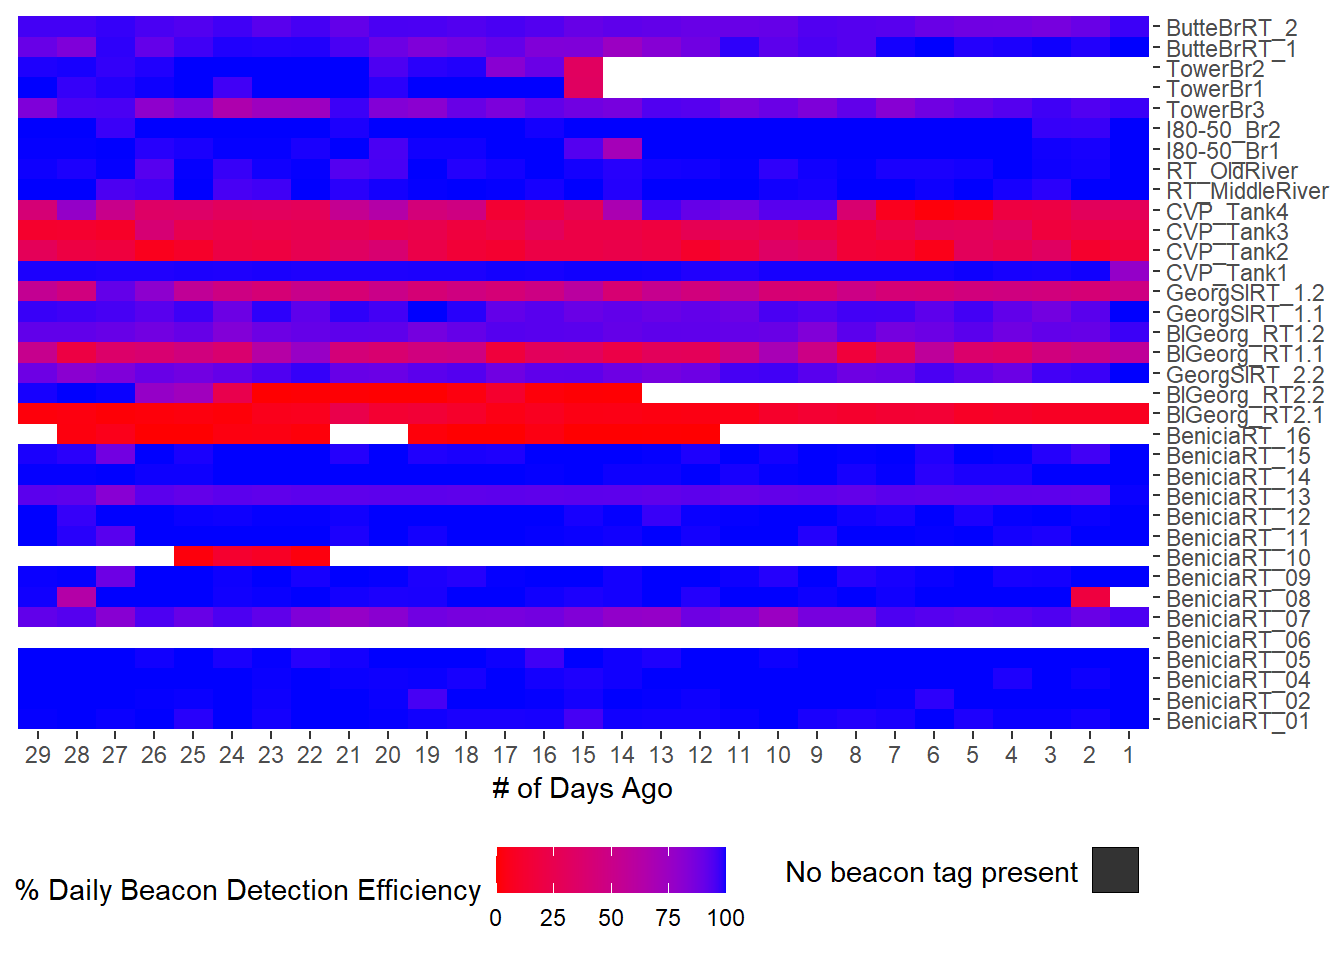 ButteBrRT_2
ButteBrRT_1
TowerBr2
TowerBr1
TowerBr3
I80-50_Br2
I80-50_Br1
RT_OldRiver
RT_MiddleRiver
CVP_Tank4
CVP_Tank3
CVP_Tank2
CVP_Tank1
GeorgSlRT_1.2
GeorgSlRT_1.1
BlGeorg_RT1.2
BlGeorg_RT1.1
GeorgSlRT_2.2
BlGeorg_RT2.2
BlGeorg_RT2.1
BeniciaRT_16
BeniciaRT_15
BeniciaRT_14
BeniciaRT_13
BeniciaRT_12
BeniciaRT_11
BeniciaRT_10
BeniciaRT_09
BeniciaRT_08
BeniciaRT_07
BeniciaRT_06
BeniciaRT_05
BeniciaRT_04
BeniciaRT_02
BeniciaRT_01
29 28 27 26 25 24 23 22 21 20 19 18 17 16 15 14 13 12 11 10 9 8 7 6 5 4 3 2 1
# of Days Ago
% Daily Beacon Detection Efficiency
0 25 50 75 100
No beacon tag present